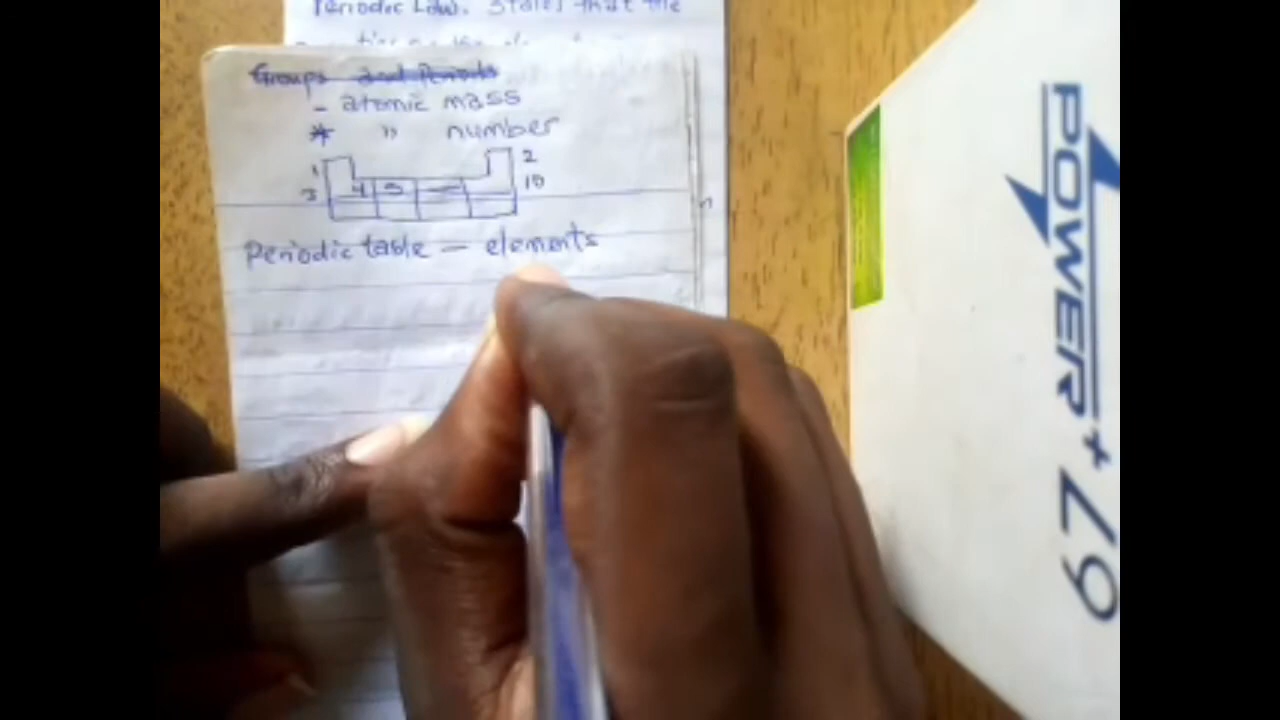 Periodic Law. States that the
Groups and Periods
- atomic mass
* " number
1 2
3 4 5 10
Periodic table — elements
POWER+ L9